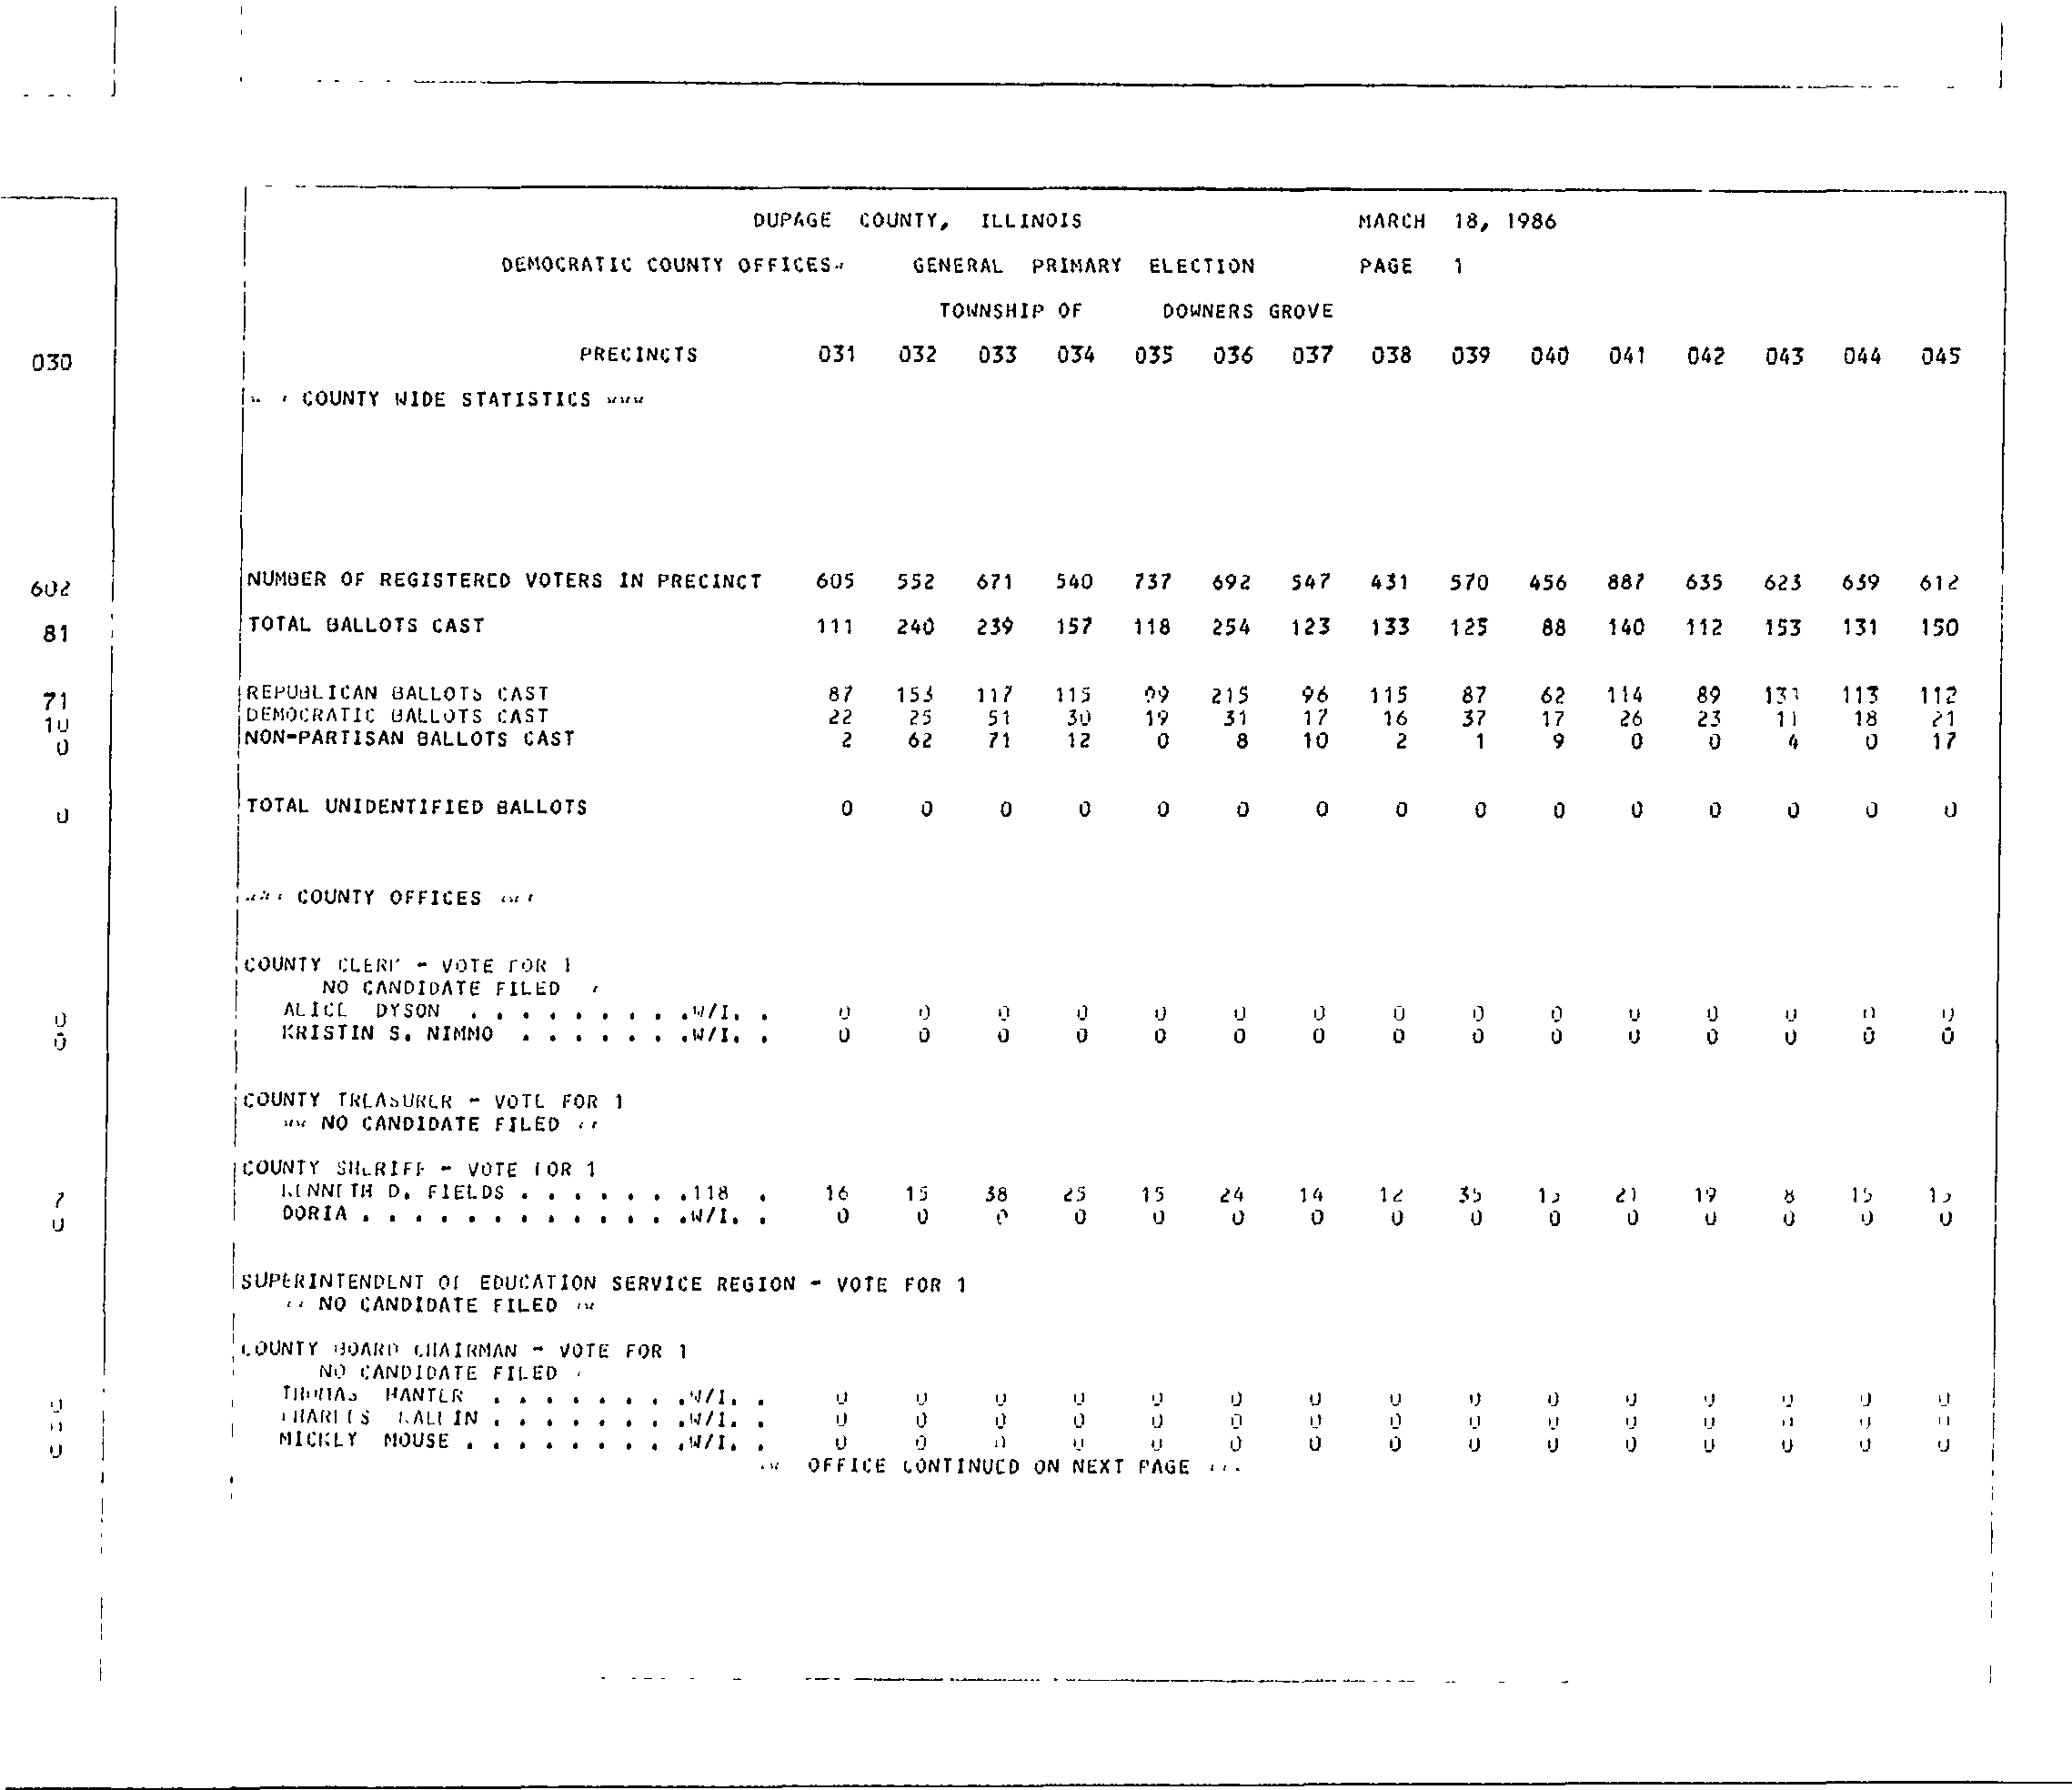 DUPAGE COUNTY, ILLINOIS MARCH 18, 1986
DEMOCRATIC COUNTY OFFICES GENERAL PRIMARY ELECTION PAGE 1
TOWNSHIP OF DOWNERS GROVE
030 PRECINCTS 031 032 033 034 035 036 037 038 039 040 041 042 043 044 045
COUNTY WIDE STATISTICS ***
602 NUMBER OF REGISTERED VOTERS IN PRECINCT 605 552 671 540 737 692 547 431 570 456 887 635 623 659 612
81 TOTAL BALLOTS CAST 111 240 239 157 118 254 123 133 125 88 140 112 153 131 150
71 REPUBLICAN BALLOTS CAST 87 153 117 115 99 215 96 115 87 62 114 89 113 112
10 DEMOCRATIC BALLOTS CAST 22 25 51 30 19 31 17 16 37 17 26 23 11 18 21
0 NON-PARTISAN BALLOTS CAST 2 62 71 12 0 8 10 2 1 9 0 0 4 0 17
0 TOTAL UNIDENTIFIED BALLOTS 0 0 0 0 0 0 0 0 0 0 0 0 0 0 0
COUNTY OFFICES
COUNTY CLERK - VOTE FOR 1
NO CANDIDATE FILED
0 ALICE DYSON . . . . . . . . .W/I. . 0 0 0 0 0 0 0 0 0 0 0 0 0 0 0
0 KRISTIN S. NIMMO . . . . . . .W/I. . 0 0 0 0 0 0 0 0 0 0 0 0 0 0 0
COUNTY TREASURER - VOTE FOR 1
** NO CANDIDATE FILED
COUNTY SHERIFF - VOTE FOR 1
7 KENNETH D. FIELDS . . . . . . .118 . 16 15 38 25 15 24 14 12 35 15 21 19 8 15 15
0 DORIA . . . . . . . . . . . . .W/I. . 0 0 0 0 0 0 0 0 0 0 0 0 0 0 0
SUPERINTENDENT OF EDUCATION SERVICE REGION - VOTE FOR 1
NO CANDIDATE FILED
COUNTY BOARD CHAIRMAN - VOTE FOR 1
NO CANDIDATE FILED
0 THOMAS HANTER . . . . . . . .W/I. . 0 0 0 0 0 0 0 0 0 0 0 0 0 0 0
0 CHARLES . . . . . . . .W/I. . 0 0 0 0 0 0 0 0 0 0 0 0 0 0 0
0 MICKEY MOUSE . . . . . . . . .W/I. . 0 0 0 0 0 0 0 0 0 0 0 0 0 0 0
OFFICE CONTINUED ON NEXT PAGE